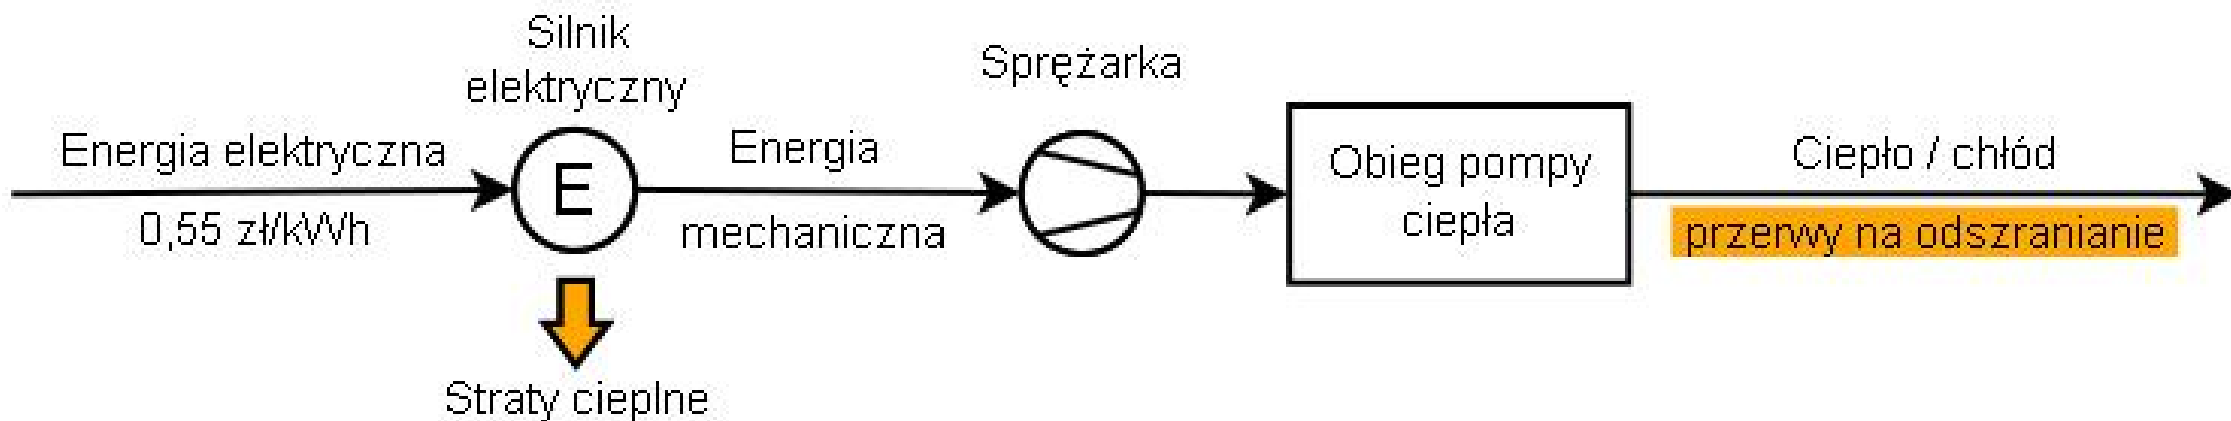 Silnik
elektryczny
Sprężarka
Energia elektryczna
0,55 zł/kWh
E
Energia
mechaniczna
Obieg pompy
ciepła
Ciepło / chłód
przerwy na odszranianie
Straty cieplne